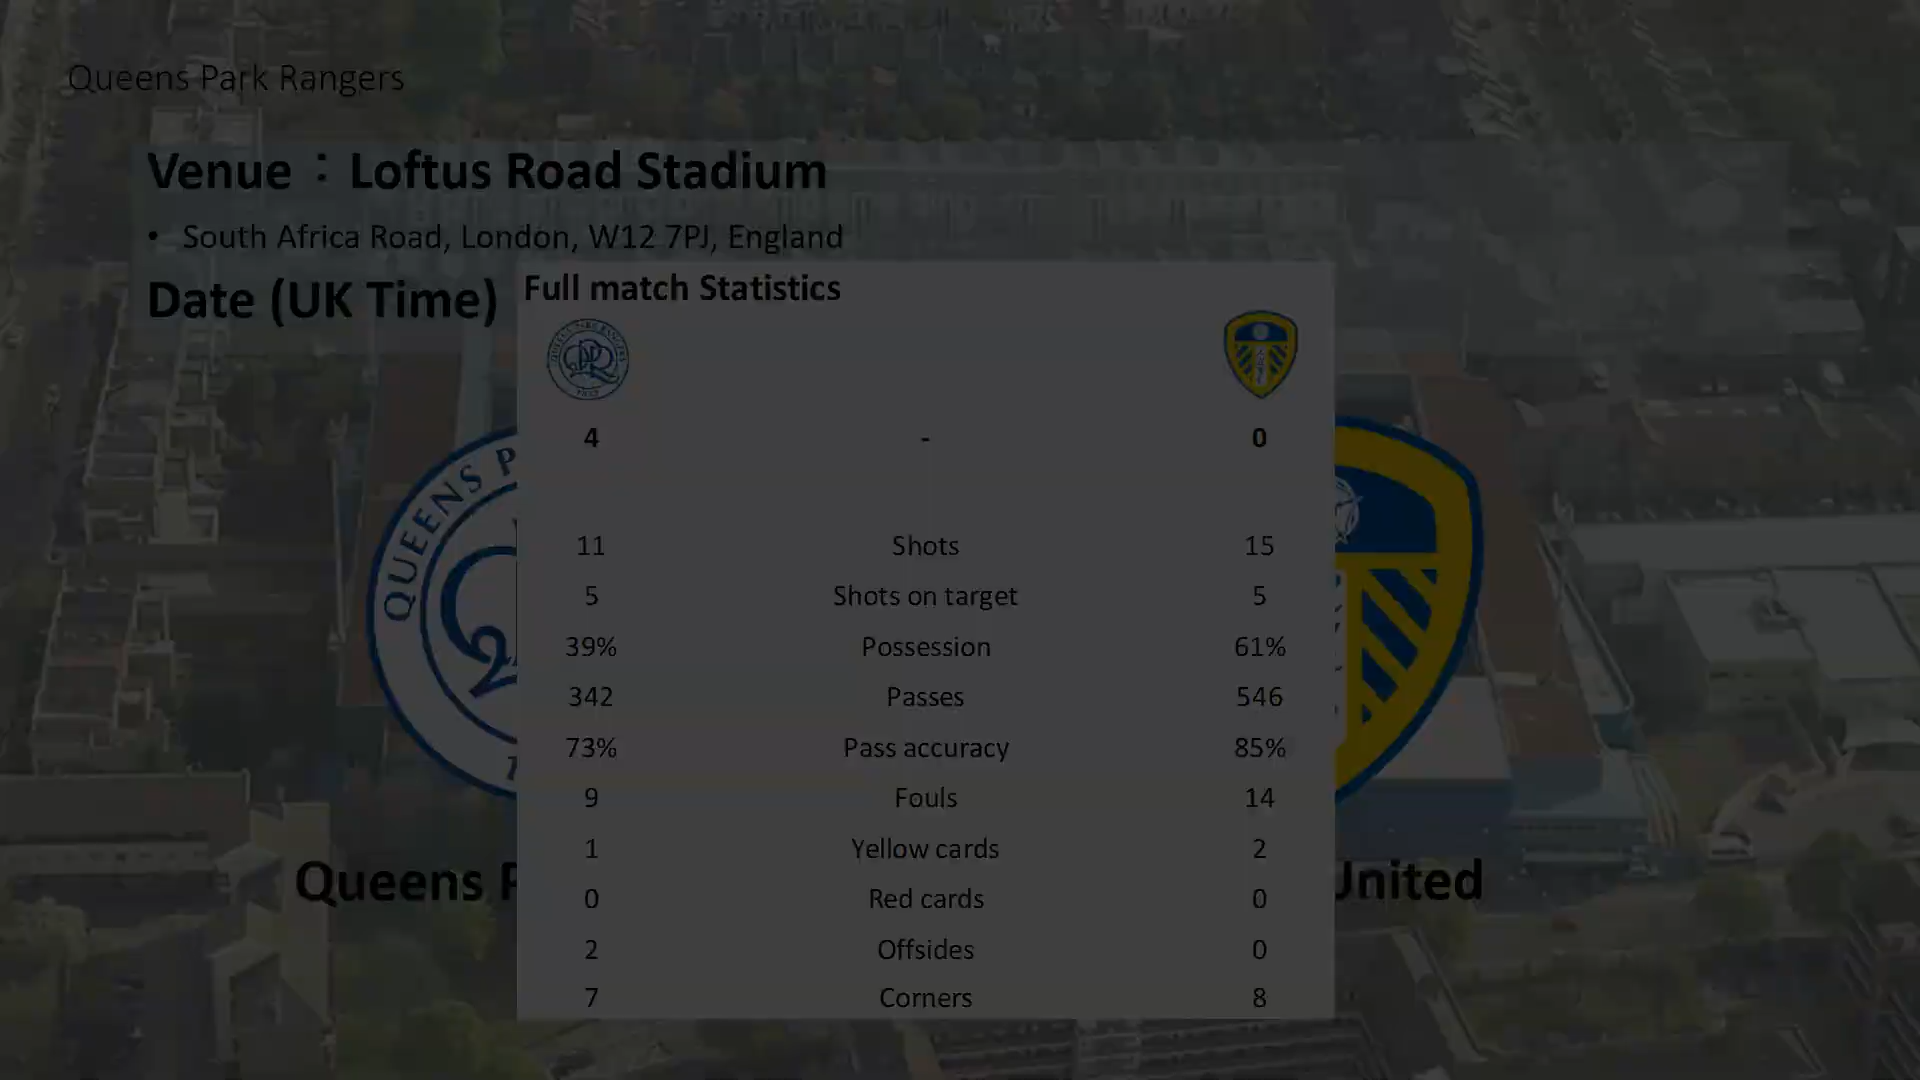 Queens Park Rangers
Venue：Loftus Road Stadium
• South Africa Road, London, W12 7PJ, England
Date (UK Time)
Full match Statistics
4 - 0
11 Shots 15
5 Shots on target 5
39% Possession 61%
342 Passes 546
73% Pass accuracy 85%
9 Fouls 14
1 Yellow cards 2
0 Red cards 0
2 Offsides 0
7 Corners 8
QUEENS P
Queens P
United